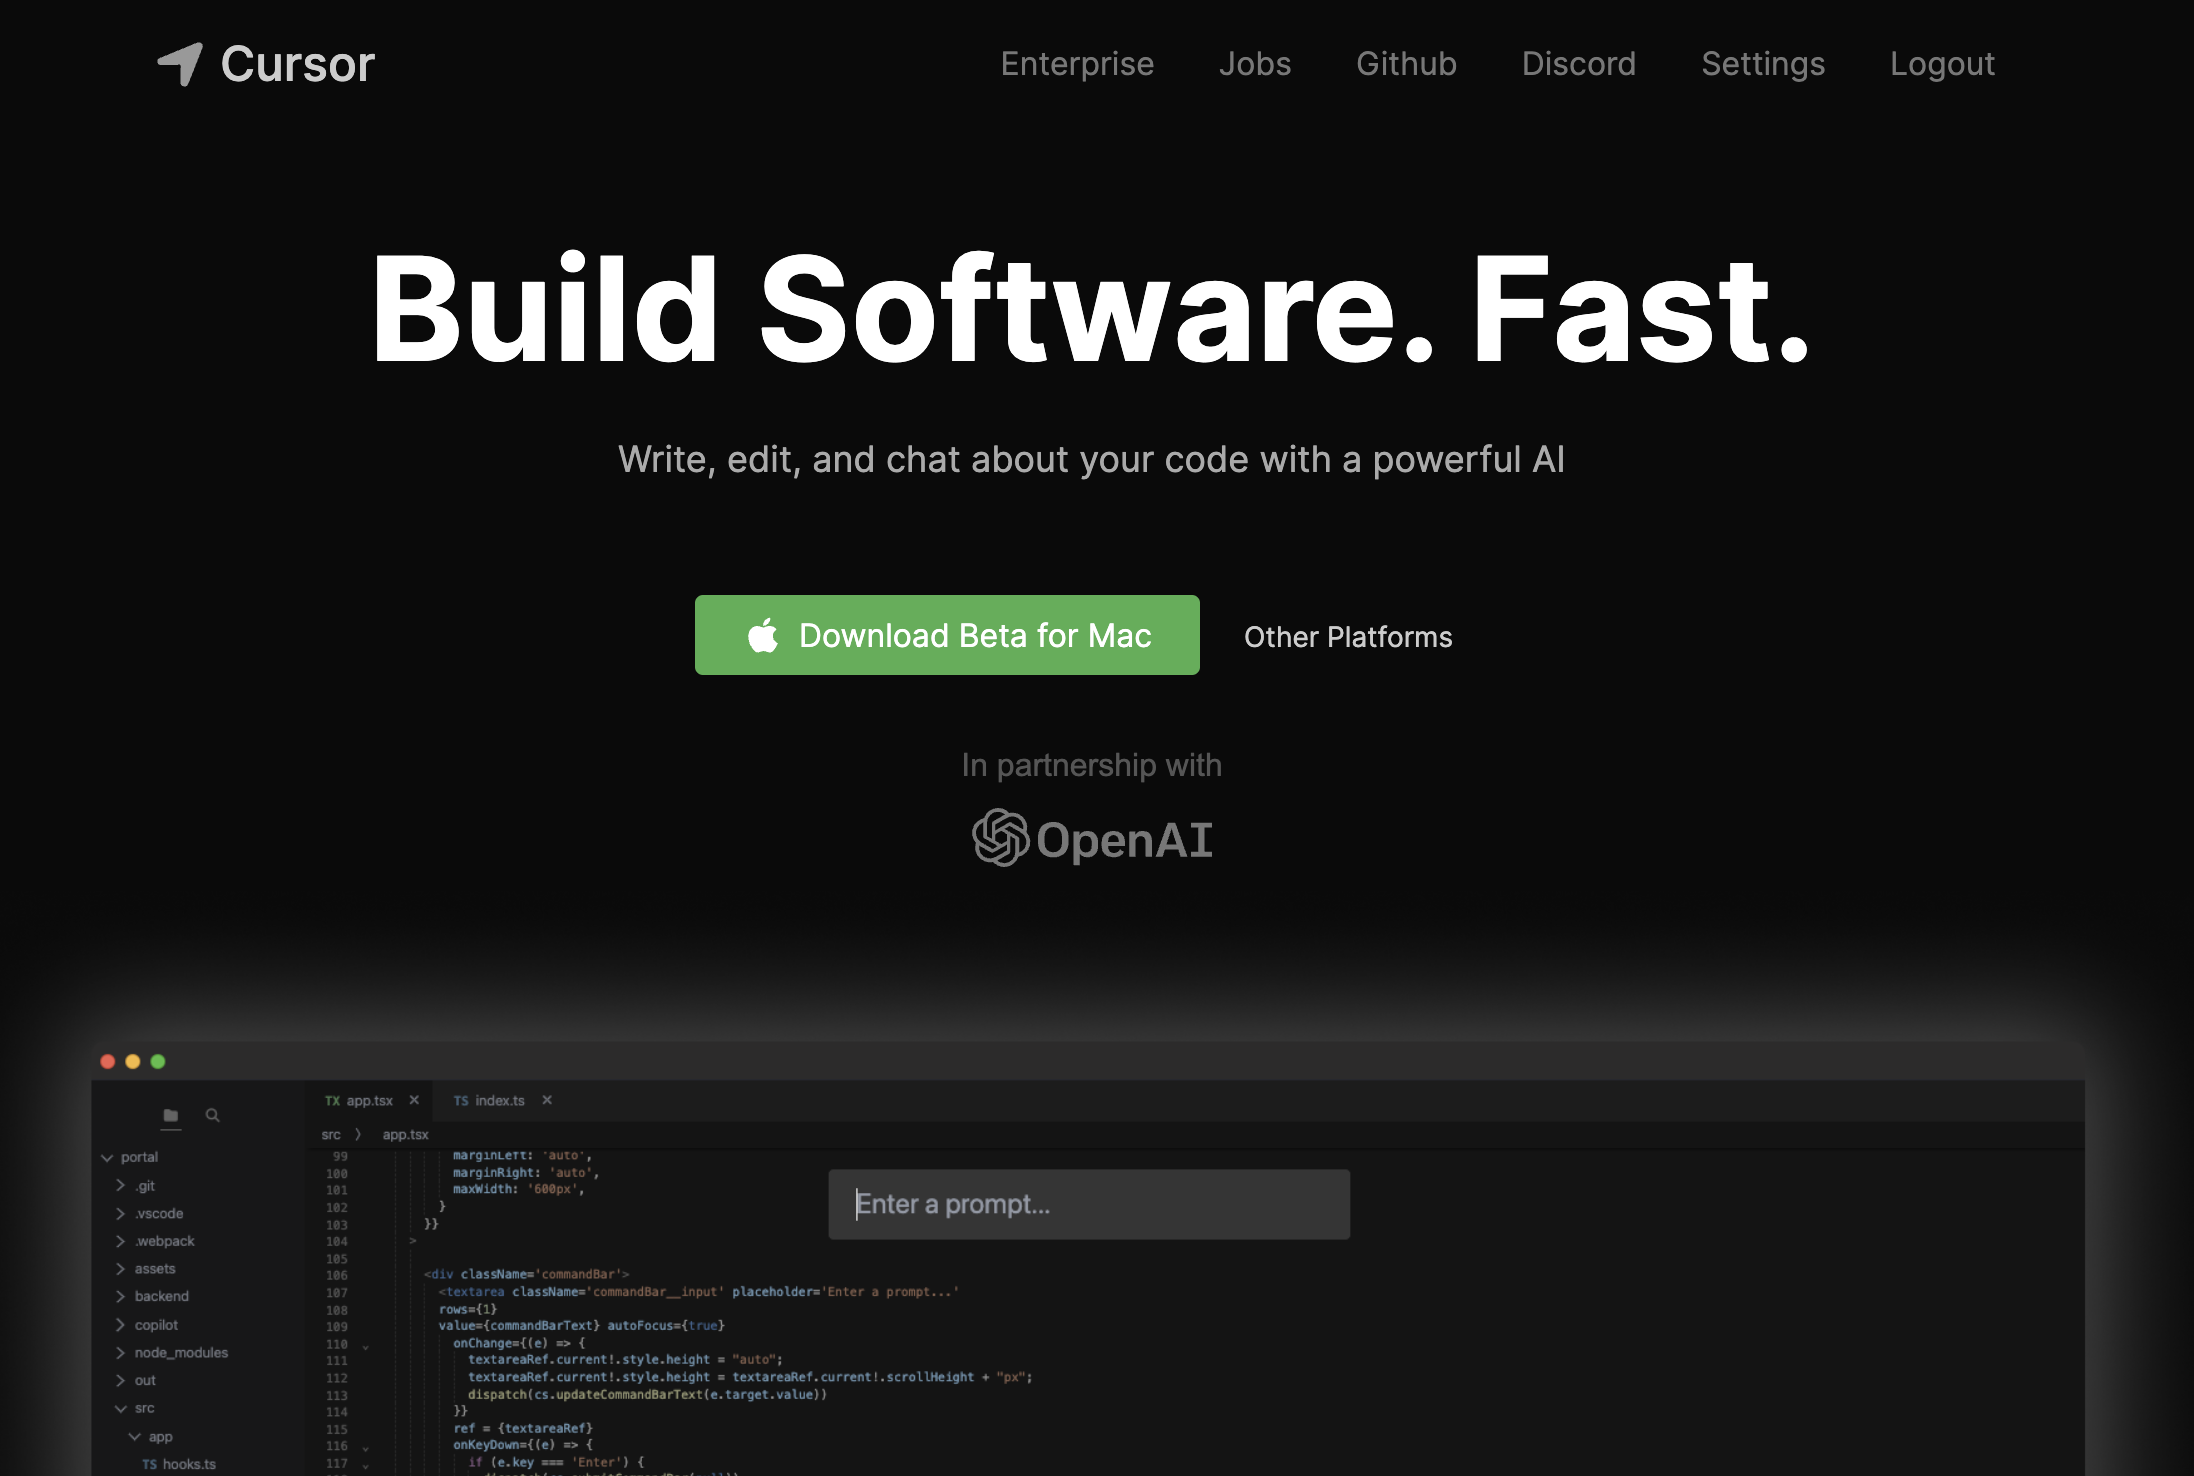 Cursor
Enterprise Jobs Github Discord Settings Logout
Build Software. Fast.
Write, edit, and chat about your code with a powerful AI
Download Beta for Mac
Other Platforms
In partnership with
OpenAI
TX app.tsx ✕ TS index.ts ✕
src 〉 app.tsx
portal
.git
.vscode
.webpack
assets
backend
copilot
node_modules
out
src
app
TS hooks.ts
Enter a prompt...
99 marginLeft: 'auto',
100 marginRight: 'auto',
101 maxWidth: '600px',
102 }
103 }}
104 >
105
106 <div className='commandBar'>
107 <textarea className='commandBar__input' placeholder='Enter a prompt...'
108 rows={1}
109 value={commandBarText} autoFocus={true}
110 onChange={(e) => {
111 textareaRef.current!.style.height = "auto";
112 textareaRef.current!.style.height = textareaRef.current!.scrollHeight + "px";
113 dispatch(cs.updateCommandBarText(e.target.value))
114 }}
115 ref = {textareaRef}
116 onKeyDown={(e) => {
117 if (e.key === 'Enter') {